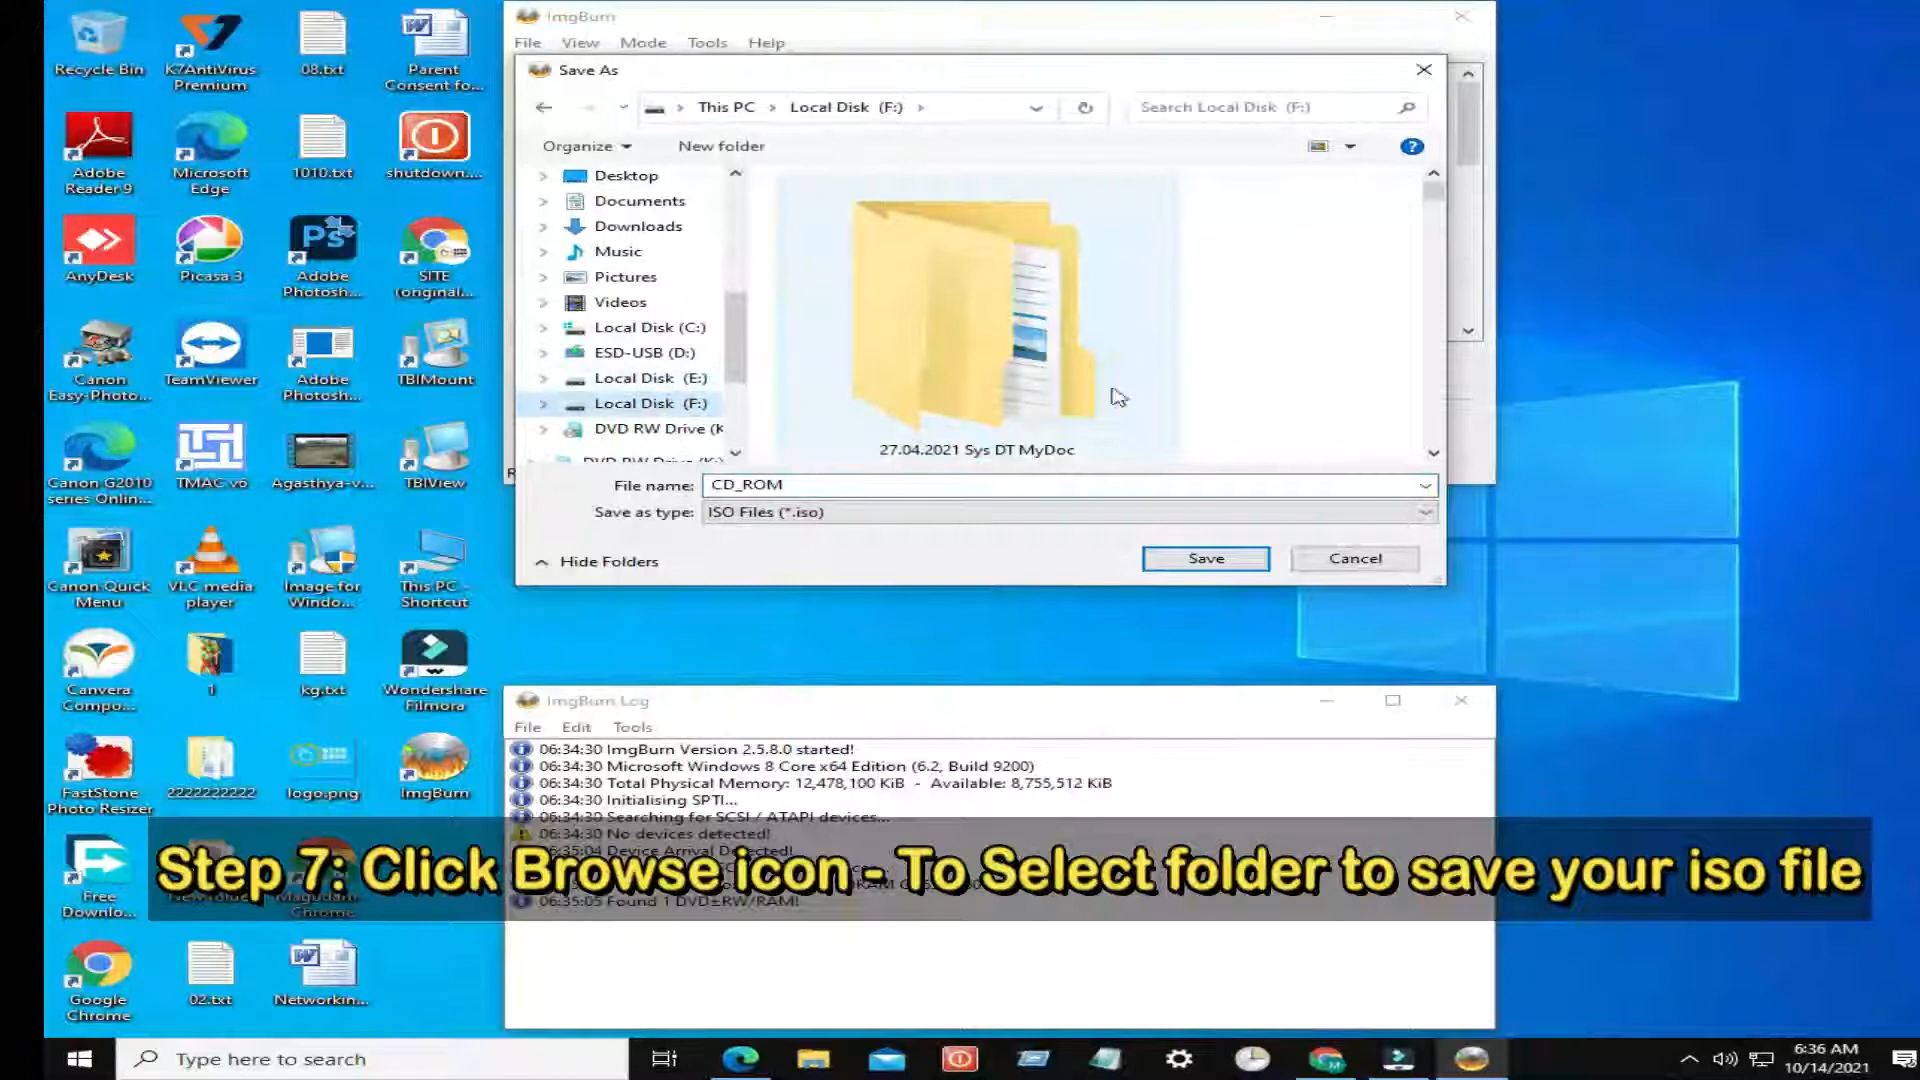 Recycle Bin
K7AntiVirus
Premium
08.txt
Parent
Consent fo...
Adobe
Reader 9
Microsoft
Edge
1010.txt
shutdown....
AnyDesk
Picasa 3
Adobe
Photosh...
SITE
(original...
Canon
Easy-Photo...
TeamViewer
Adobe
Photosh...
TBIMount
Canon G2010
series Onlin...
TMAC v6
Agasthya-v...
TBIView
Canon Quick
Menu
VLC media
player
Image for
Windo...
This PC -
Shortcut
Canvera
Compo...
1
kg.txt
Wondershare
Filmora
FastStone
Photo Resizer
2222222222
logo.png
ImgBurn
Free
Downlo...
Chrome
Google
Chrome
02.txt
Networkin...
ImgBurn
File View Mode Tools Help
Save As
This PC > Local Disk (F:) >
Search Local Disk (F:)
Organize
New folder
Desktop
Documents
Downloads
Music
Pictures
Videos
Local Disk (C:)
ESD-USB (D:)
Local Disk (E:)
Local Disk (F:)
DVD RW Drive (K
27.04.2021 Sys DT MyDoc
File name: CD_ROM
Save as type: ISO Files (*.iso)
Hide Folders
Save
Cancel
ImgBurn Log
File Edit Tools
06:34:30 ImgBurn Version 2.5.8.0 started!
06:34:30 Microsoft Windows 8 Core x64 Edition (6.2, Build 9200)
06:34:30 Total Physical Memory: 12,478,100 KiB - Available: 8,755,512 KiB
06:34:30 Initialising SPTI...
06:34:30 Searching for SCSI / ATAPI devices...
06:34:30 No devices detected!
06:35:04 Device Arrival Detected!
06:35:05 Found 1 DVD±RW/RAM!
Step 7: Click Browse icon - To Select folder to save your iso file
Type here to search
6:36 AM
10/14/2021